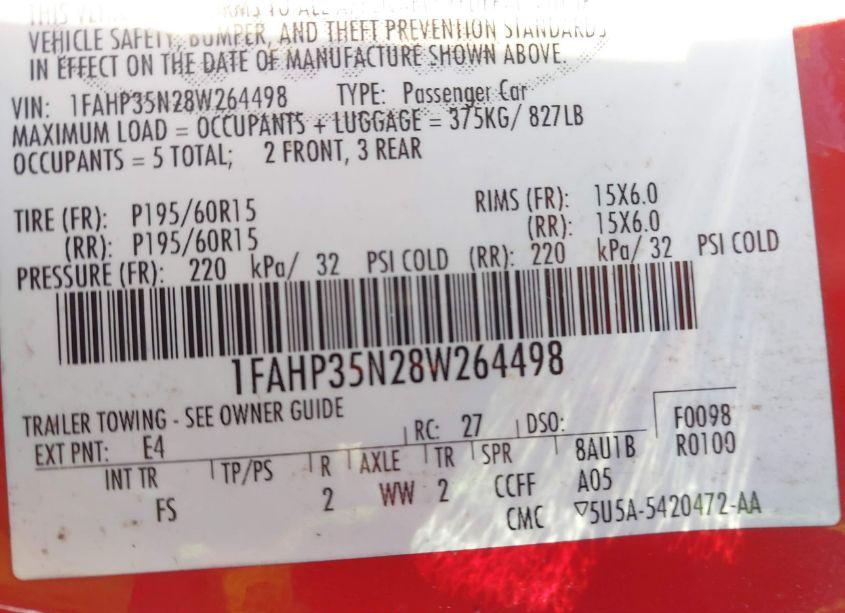 VEHICLE SAFETY, BUMPER, AND THEFT PREVENTION STANDARDS
IN EFFECT ON THE DATE OF MANUFACTURE SHOWN ABOVE.
VIN: 1FAHP35N28W264498 TYPE: Passenger Car
MAXIMUM LOAD = OCCUPANTS + LUGGAGE = 375KG/ 827LB
OCCUPANTS = 5 TOTAL; 2 FRONT, 3 REAR
TIRE (FR): P195/60R15 RIMS (FR): 15X6.0
(RR): P195/60R15 (RR): 15X6.0
PRESSURE (FR): 220 kPa/ 32 PSI COLD (RR): 220 kPa/ 32 PSI COLD
1FAHP35N28W264498
TRAILER TOWING - SEE OWNER GUIDE
EXT PNT: E4 RC: 27 DSO: F0098
INT TR TP/PS R AXLE TR SPR 8AU1B R0100
FS 2 WW 2 CCFF A05
CMC ▽5U5A-5420472-AA